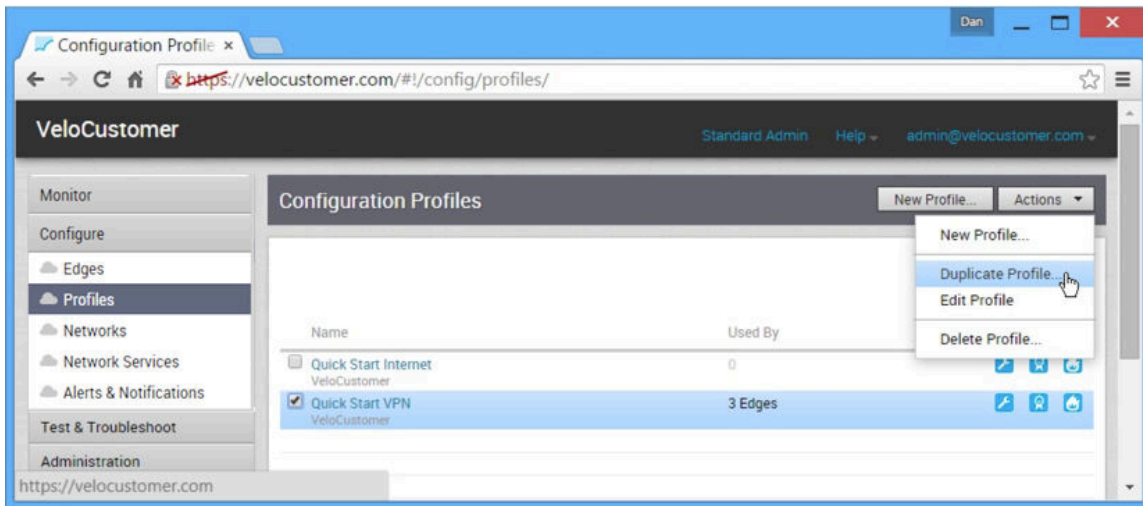 Dan
Configuration Profile ×
https://velocustomer.com/#!/config/profiles/
VeloCustomer
Standard Admin Help admin@velocustomer.com
Monitor
Configure
Edges
Profiles
Networks
Network Services
Alerts & Notifications
Test & Troubleshoot
Administration
Configuration Profiles
New Profile... Actions
New Profile...
Duplicate Profile...
Edit Profile
Delete Profile...
Name Used By
Quick Start Internet 0
VeloCustomer
Quick Start VPN 3 Edges
VeloCustomer
https://velocustomer.com